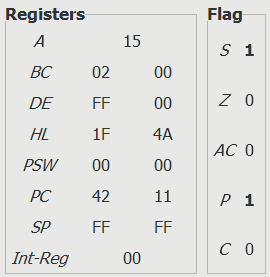 Registers Flag
A 15
BC 02 00
DE FF 00
HL 1F 4A
PSW 00 00
PC 42 11
SP FF FF
Int-Reg 00
S 1
Z 0
AC 0
P 1
C 0